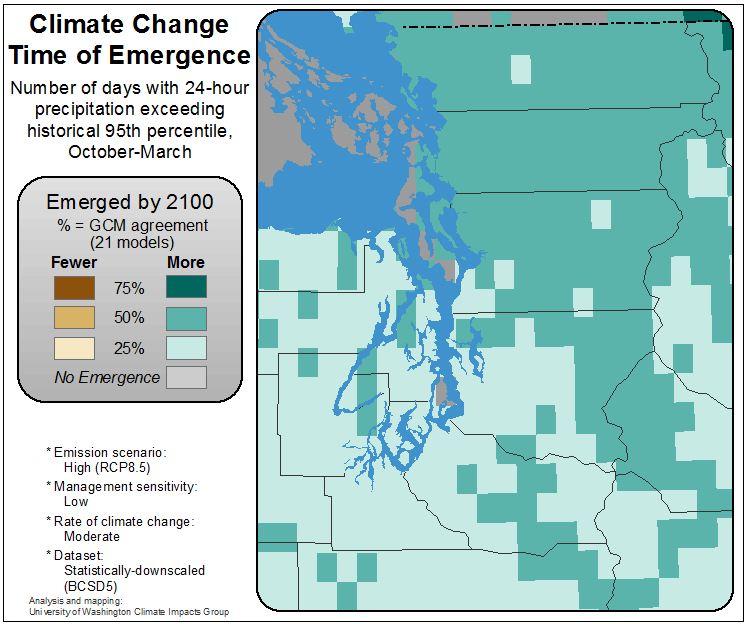 Climate Change
Time of Emergence
Number of days with 24-hour
precipitation exceeding
historical 95th percentile,
October-March
Emerged by 2100
% = GCM agreement
(21 models)
Fewer More
75%
50%
25%
No Emergence
* Emission scenario:
High (RCP8.5)
* Management sensitivity:
Low
* Rate of climate change:
Moderate
* Dataset:
Statistically-downscaled
(BCSD5)
Analysis and mapping:
University of Washington Climate Impacts Group